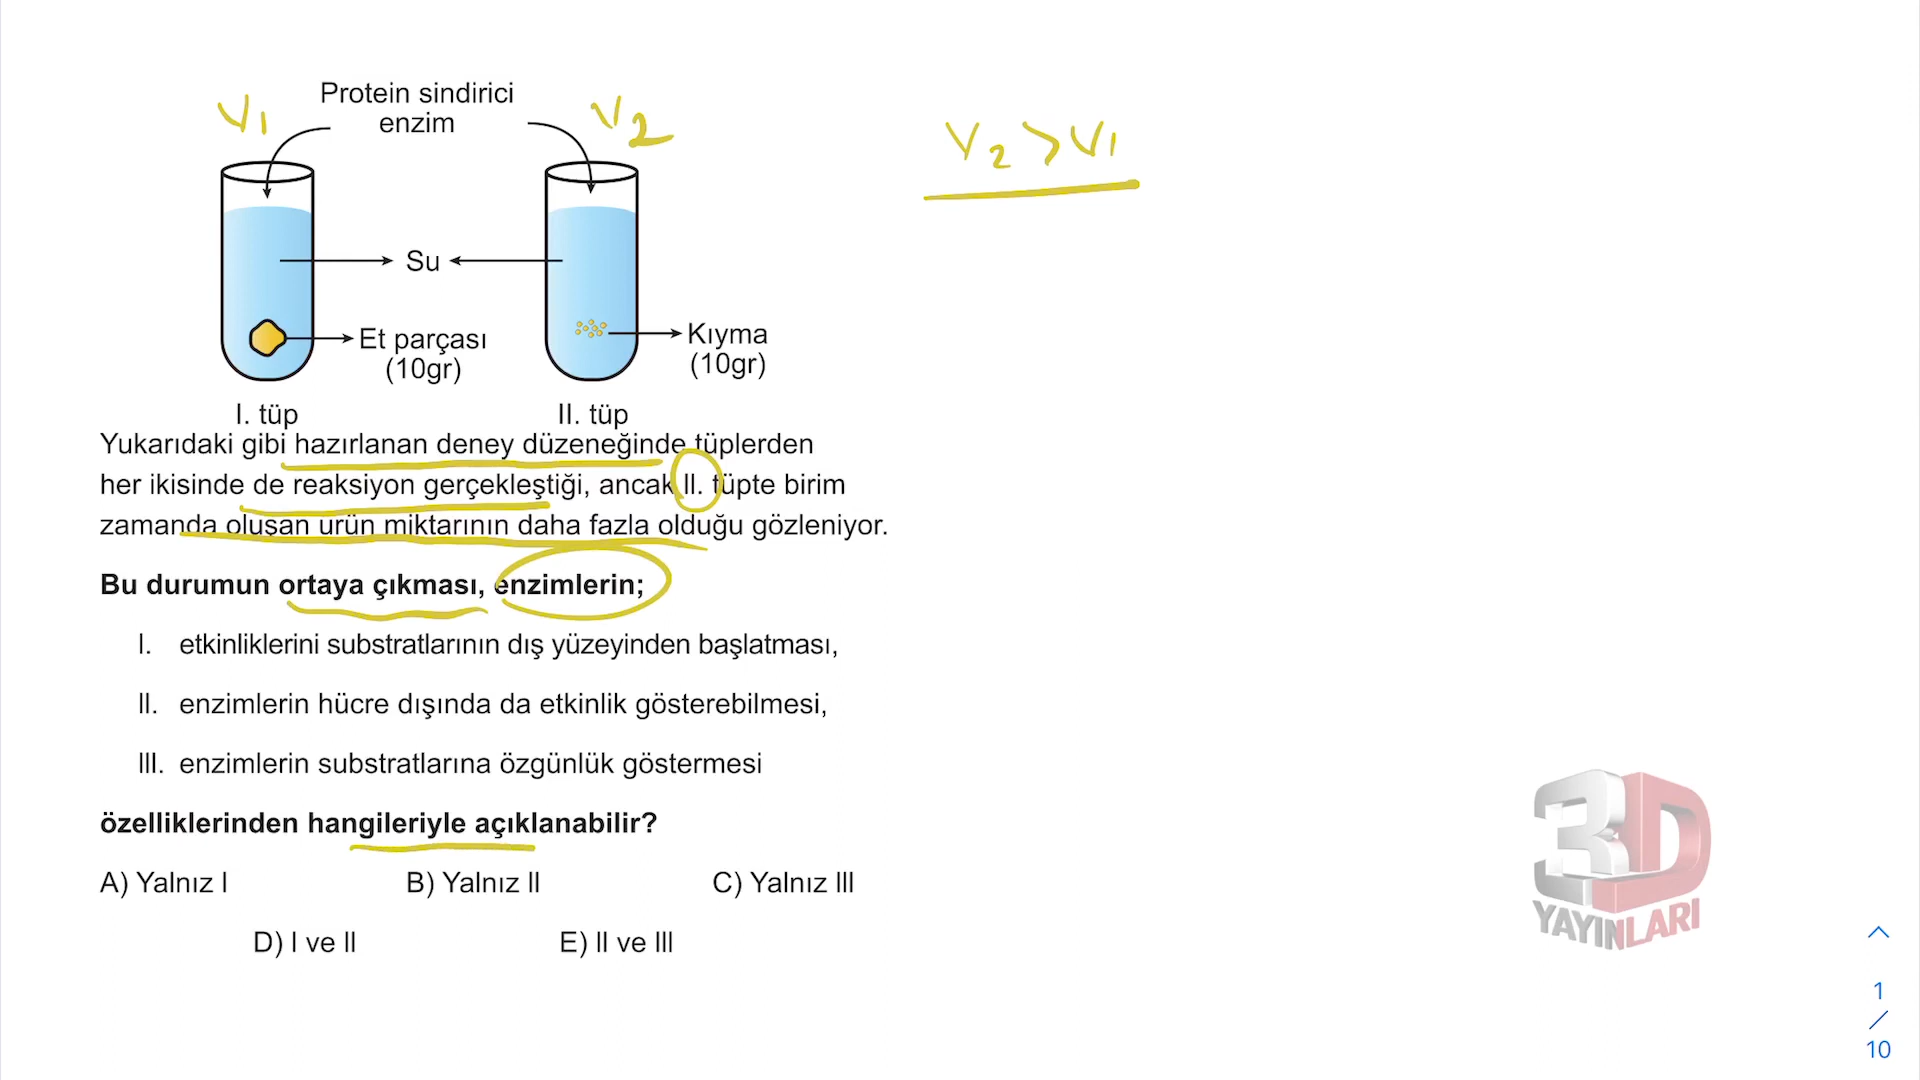 V1
Protein sindirici
enzim
V2
V2 > V1
Su
Et parçası
(10gr)
Kıyma
(10gr)
I. tüp
II. tüp
Yukarıdaki gibi hazırlanan deney düzeneğinde tüplerden
her ikisinde de reaksiyon gerçekleştiği, ancak II. tüpte birim
zamanda oluşan ürün miktarının daha fazla olduğu gözleniyor.
Bu durumun ortaya çıkması, enzimlerin;
I. etkinliklerini substratlarının dış yüzeyinden başlatması,
II. enzimlerin hücre dışında da etkinlik gösterebilmesi,
III. enzimlerin substratlarına özgünlük göstermesi
özelliklerinden hangileriyle açıklanabilir?
A) Yalnız I
B) Yalnız II
C) Yalnız III
D) I ve II
E) II ve III
3D
YAYINLARI
1
/
10